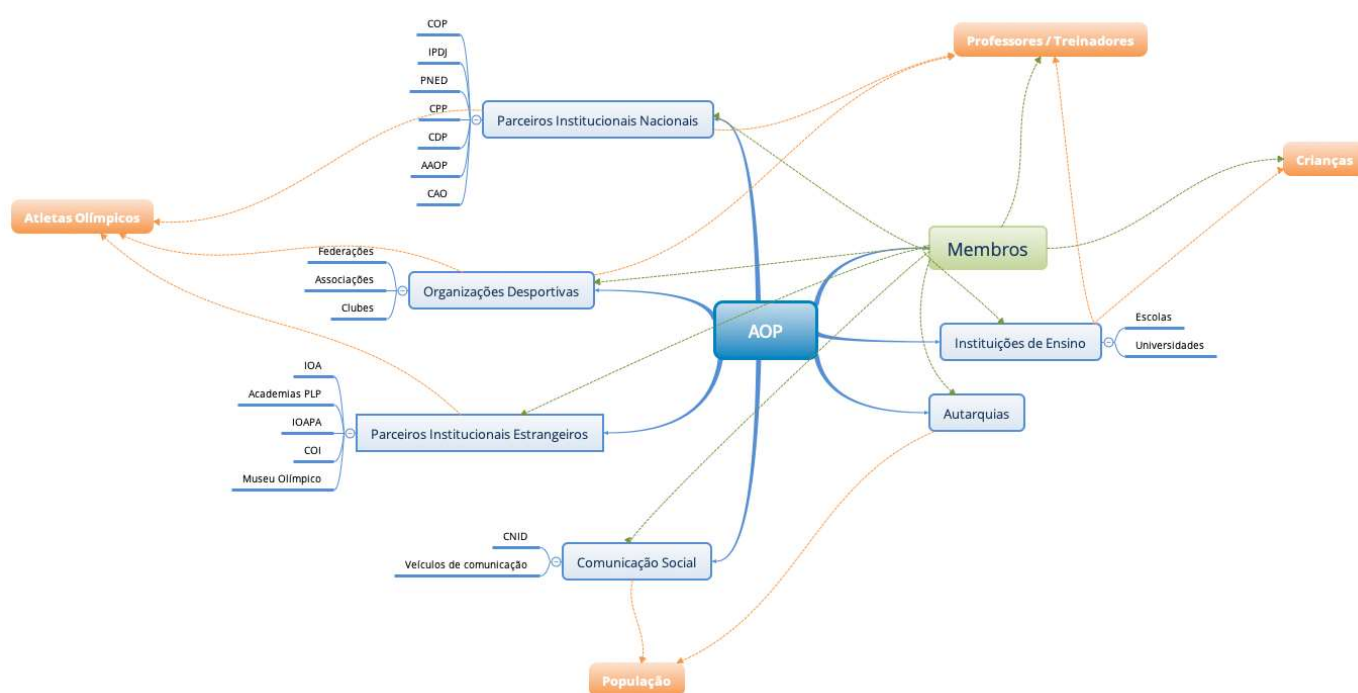 COP
IPDJ
PNED
CPP
CDP
AAOP
CAO
Parceiros Institucionais Nacionais
Professores / Treinadores
Crianças
Atletas Olímpicos
Membros
Federações
Associações
Clubes
Organizações Desportivas
AOP
Instituições de Ensino
Escolas
Universidades
IOA
Academias PLP
IOAPA
COI
Museu Olímpico
Parceiros Institucionais Estrangeiros
Autarquias
CNID
Veículos de comunicação
Comunicação Social
População